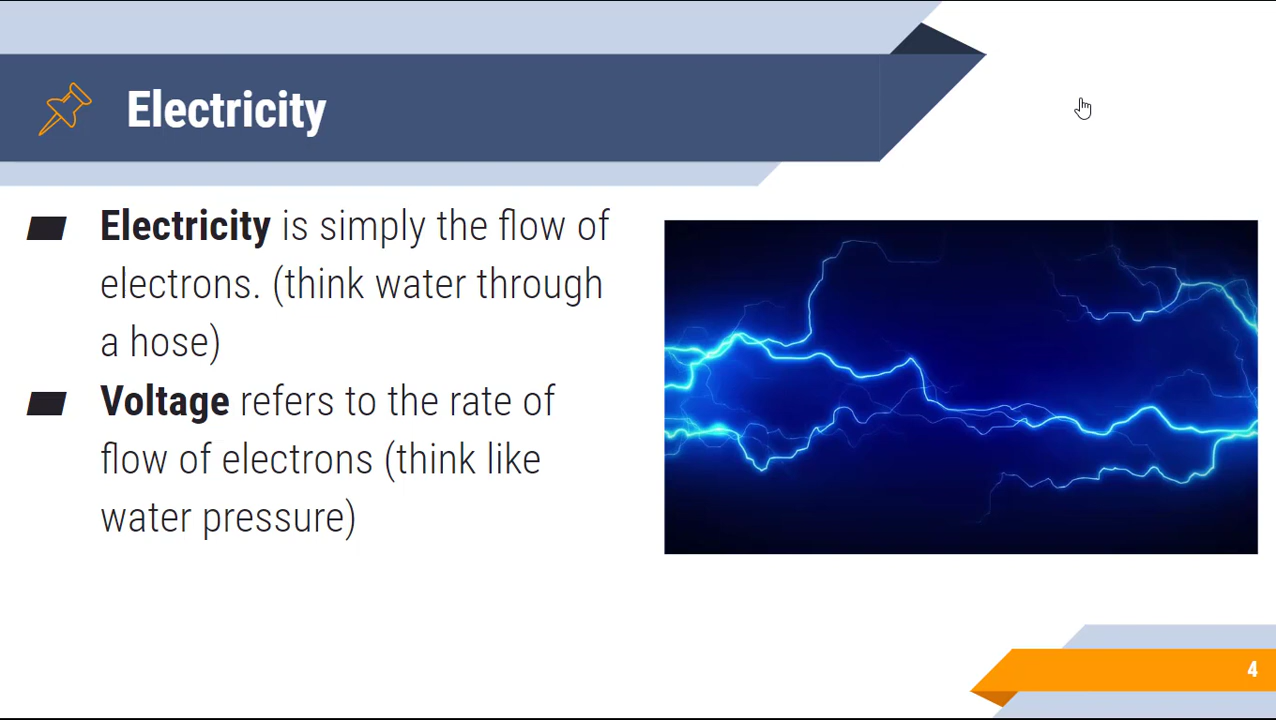 Electricity
Electricity is simply the flow of
electrons. (think water through
a hose)
Voltage refers to the rate of
flow of electrons (think like
water pressure)
4